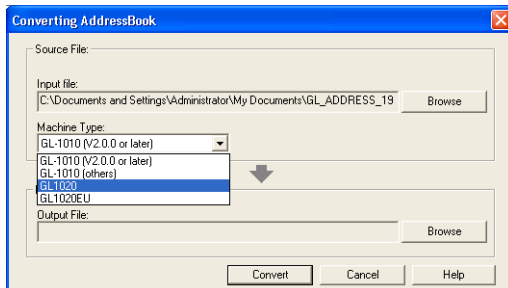 Converting AddressBook
Source File:
Input file:
C:\Documents and Settings\Administrator\My Documents\GL_ADDRESS_19
Browse
Machine Type:
GL-1010 (V2.0.0 or later)
GL-1010 (V2.0.0 or later)
GL-1010 (others)
GL1020
GL1020EU
Output File:
Browse
Convert
Cancel
Help